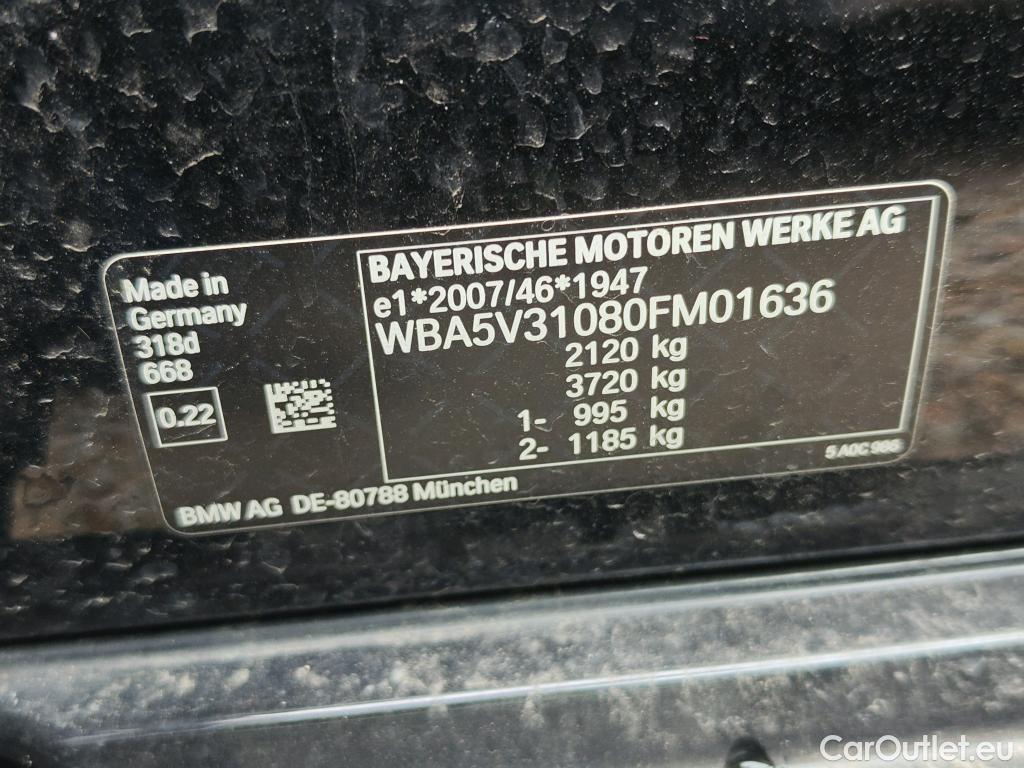 Made in
Germany
318d
668
0.22
BAYERISCHE MOTOREN WERKE AG
e1*2007/46*1947
WBA5V31080FM01636
2120 kg
3720 kg
1- 995 kg
2- 1185 kg
5 A0C 986
BMW AG DE-80788 München
CarOutlet.eu